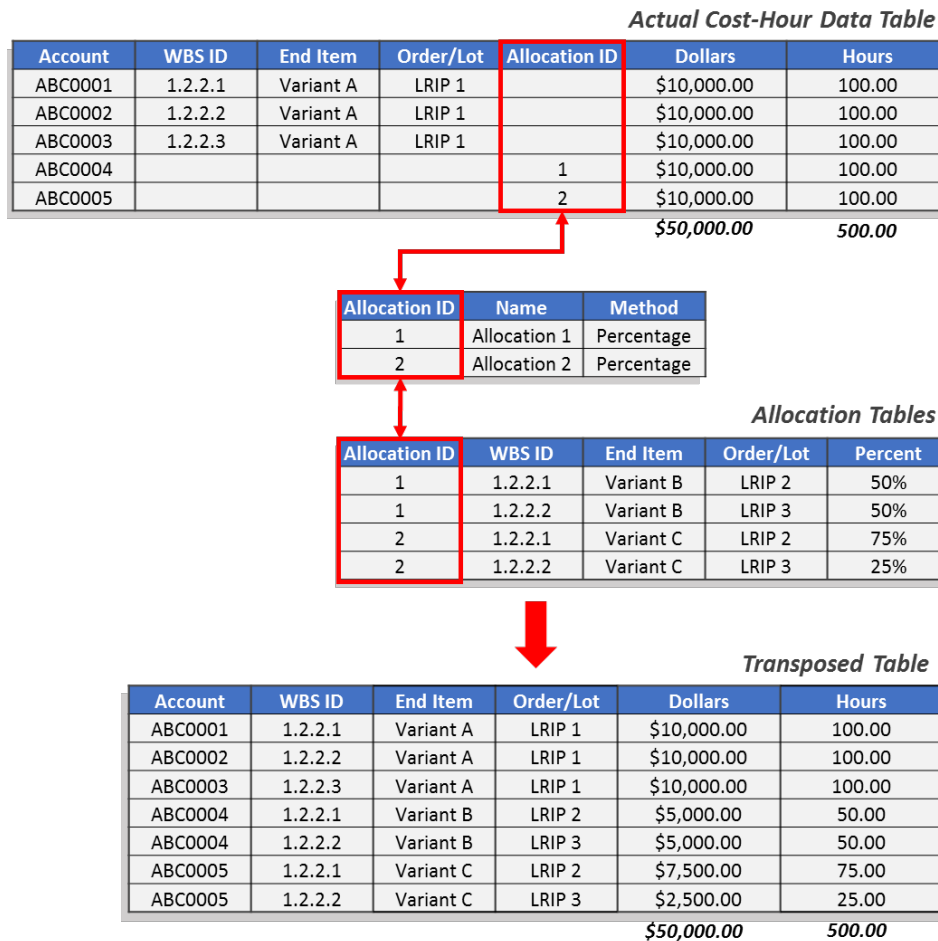 Actual Cost-Hour Data Table
Account WBS ID End Item Order/Lot Allocation ID Dollars Hours
ABC0001 1.2.2.1 Variant A LRIP 1 $10,000.00 100.00
ABC0002 1.2.2.2 Variant A LRIP 1 $10,000.00 100.00
ABC0003 1.2.2.3 Variant A LRIP 1 $10,000.00 100.00
ABC0004 1 $10,000.00 100.00
ABC0005 2 $10,000.00 100.00
$50,000.00 500.00
Allocation ID Name Method
1 Allocation 1 Percentage
2 Allocation 2 Percentage
Allocation Tables
Allocation ID WBS ID End Item Order/Lot Percent
1 1.2.2.1 Variant B LRIP 2 50%
1 1.2.2.2 Variant B LRIP 3 50%
2 1.2.2.1 Variant C LRIP 2 75%
2 1.2.2.2 Variant C LRIP 3 25%
Transposed Table
Account WBS ID End Item Order/Lot Dollars Hours
ABC0001 1.2.2.1 Variant A LRIP 1 $10,000.00 100.00
ABC0002 1.2.2.2 Variant A LRIP 1 $10,000.00 100.00
ABC0003 1.2.2.3 Variant A LRIP 1 $10,000.00 100.00
ABC0004 1.2.2.1 Variant B LRIP 2 $5,000.00 50.00
ABC0004 1.2.2.2 Variant B LRIP 3 $5,000.00 50.00
ABC0005 1.2.2.1 Variant C LRIP 2 $7,500.00 75.00
ABC0005 1.2.2.2 Variant C LRIP 3 $2,500.00 25.00
$50,000.00 500.00